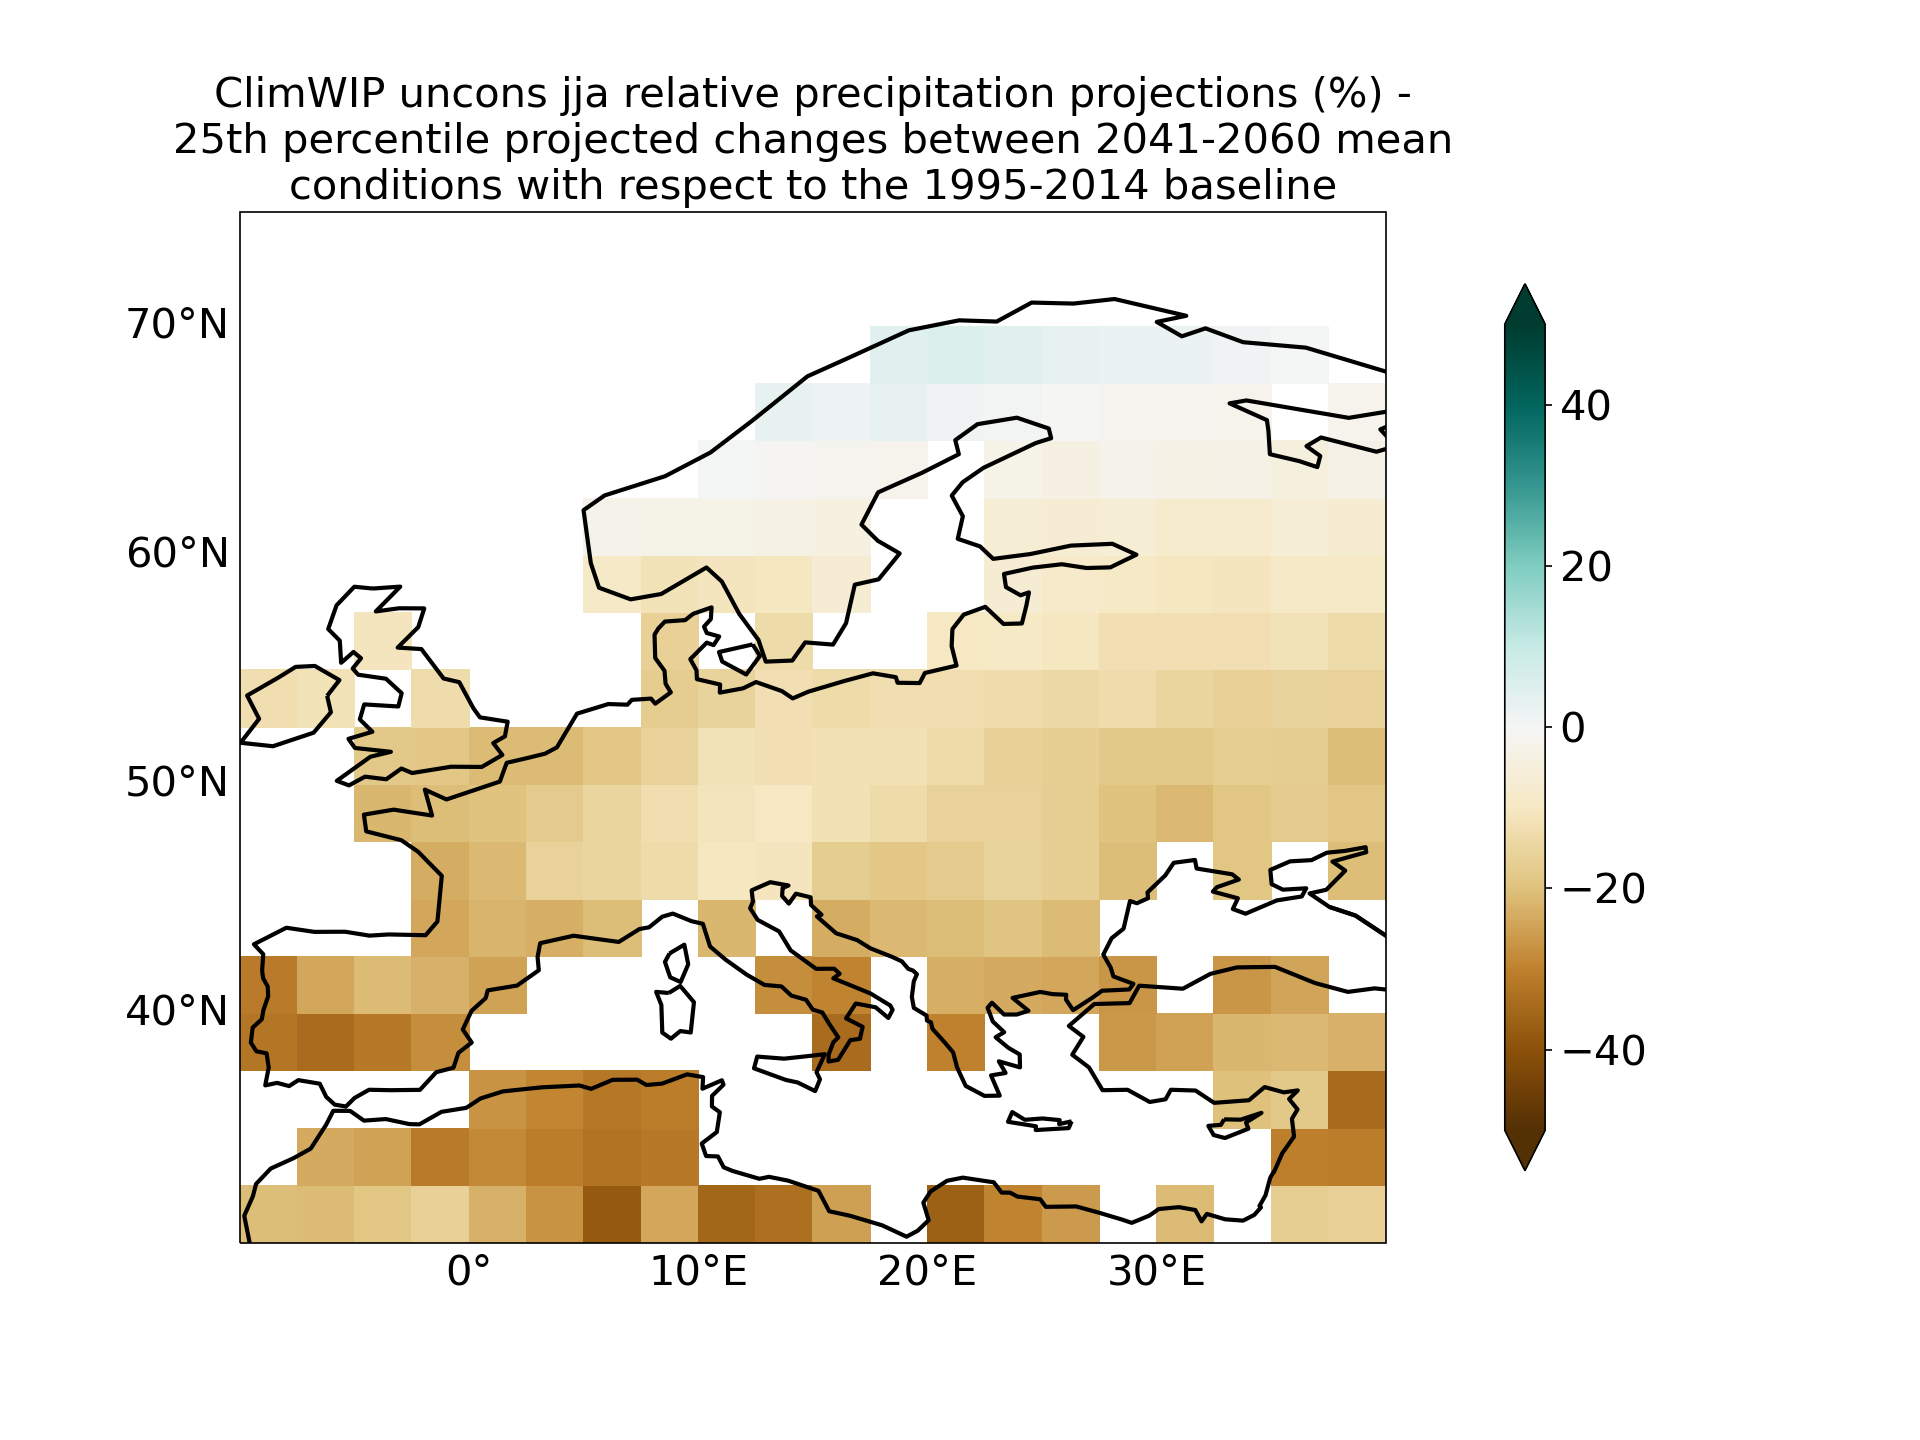 ClimWIP uncons jja relative precipitation projections (%) -
25th percentile projected changes between 2041-2060 mean
conditions with respect to the 1995-2014 baseline
70°N
60°N
50°N
40°N
0°
10°E
20°E
30°E
40
20
0
−20
−40